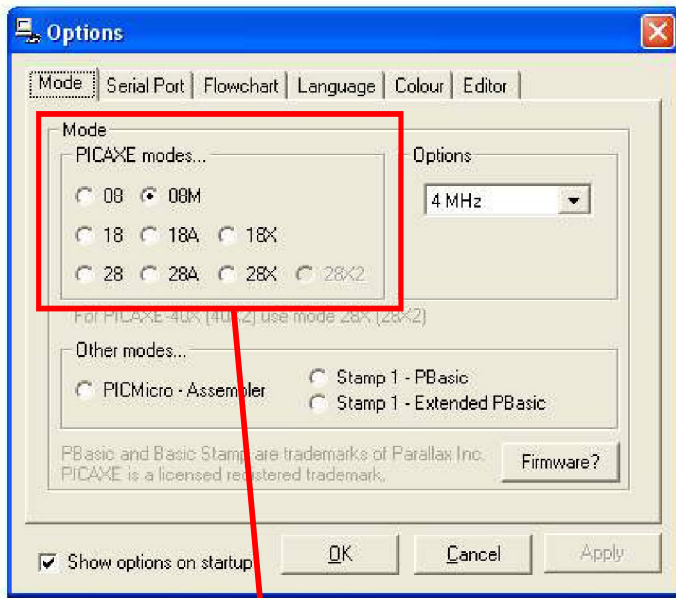 Options
Mode Serial Port Flowchart Language Colour Editor
Mode
PICAXE modes...
08 08M
18 18A 18X
28 28A 28X 28X2
Options
4 MHz
For PICAXE-40X (40X2) use mode 28X (28X2)
Other modes...
PICMicro - Assembler
Stamp 1 - PBasic
Stamp 1 - Extended PBasic
PBasic and Basic Stamp are trademarks of Parallax Inc.
PICAXE is a licensed registered trademark.
Firmware?
Show options on startup
OK Cancel Apply